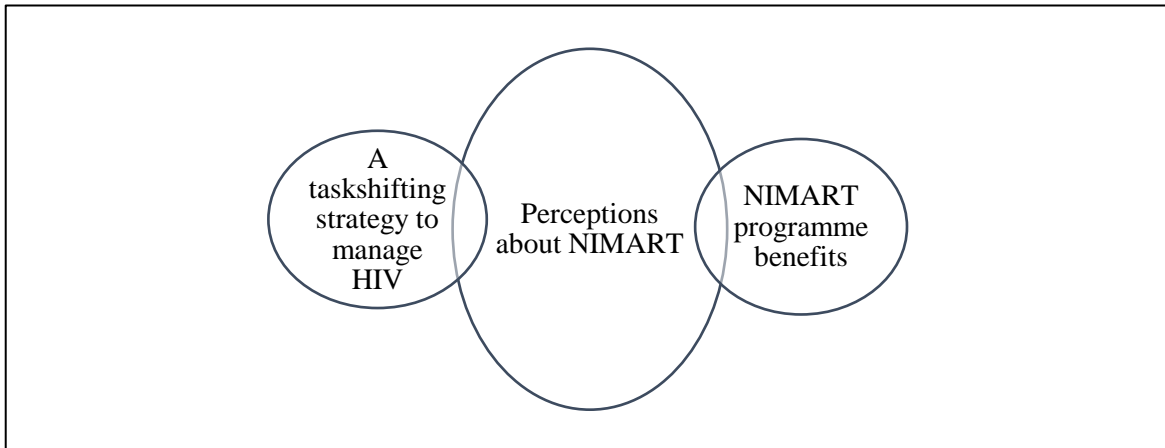 A
taskshifting
strategy to
manage
HIV
Perceptions
about NIMART
NIMART
programme
benefits